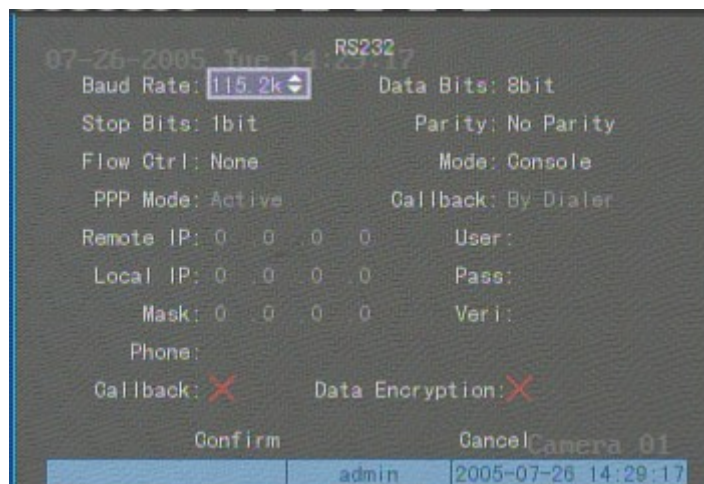 RS232
07-26-2005 Tue 14:29:17
Baud Rate: 115.2k Data Bits: 8bit
Stop Bits: 1bit Parity: No Parity
Flow Ctrl: None Mode: Console
PPP Mode: Active Callback: By Dialer
Remote IP: 0 .0 .0 .0 User:
Local IP: 0 .0 .0 .0 Pass:
Mask: 0 .0 .0 .0 Veri:
Phone:
Callback: Data Encryption:
Confirm Cancel
Camera 01
admin 2005-07-26 14:29:17